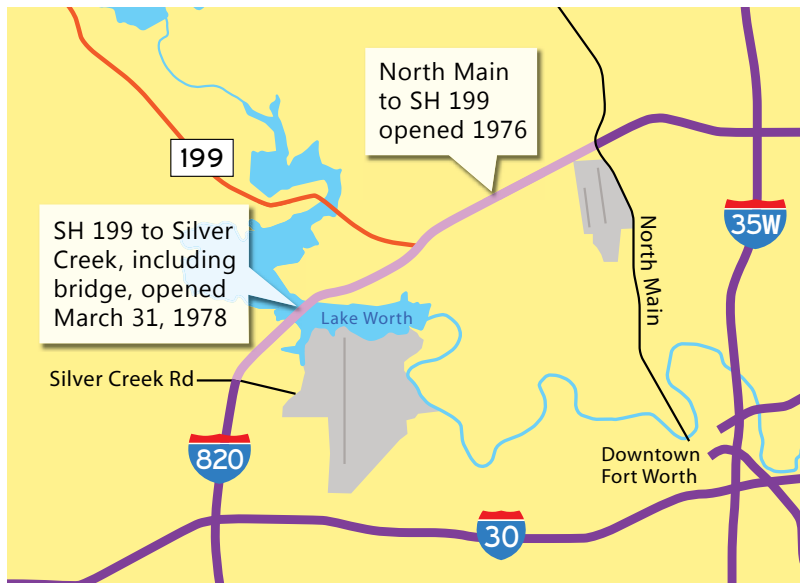 North Main
to SH 199
opened 1976
199
SH 199 to Silver
Creek, including
bridge, opened
March 31, 1978
35W
North Main
Lake Worth
Silver Creek Rd
820
Downtown
Fort Worth
30